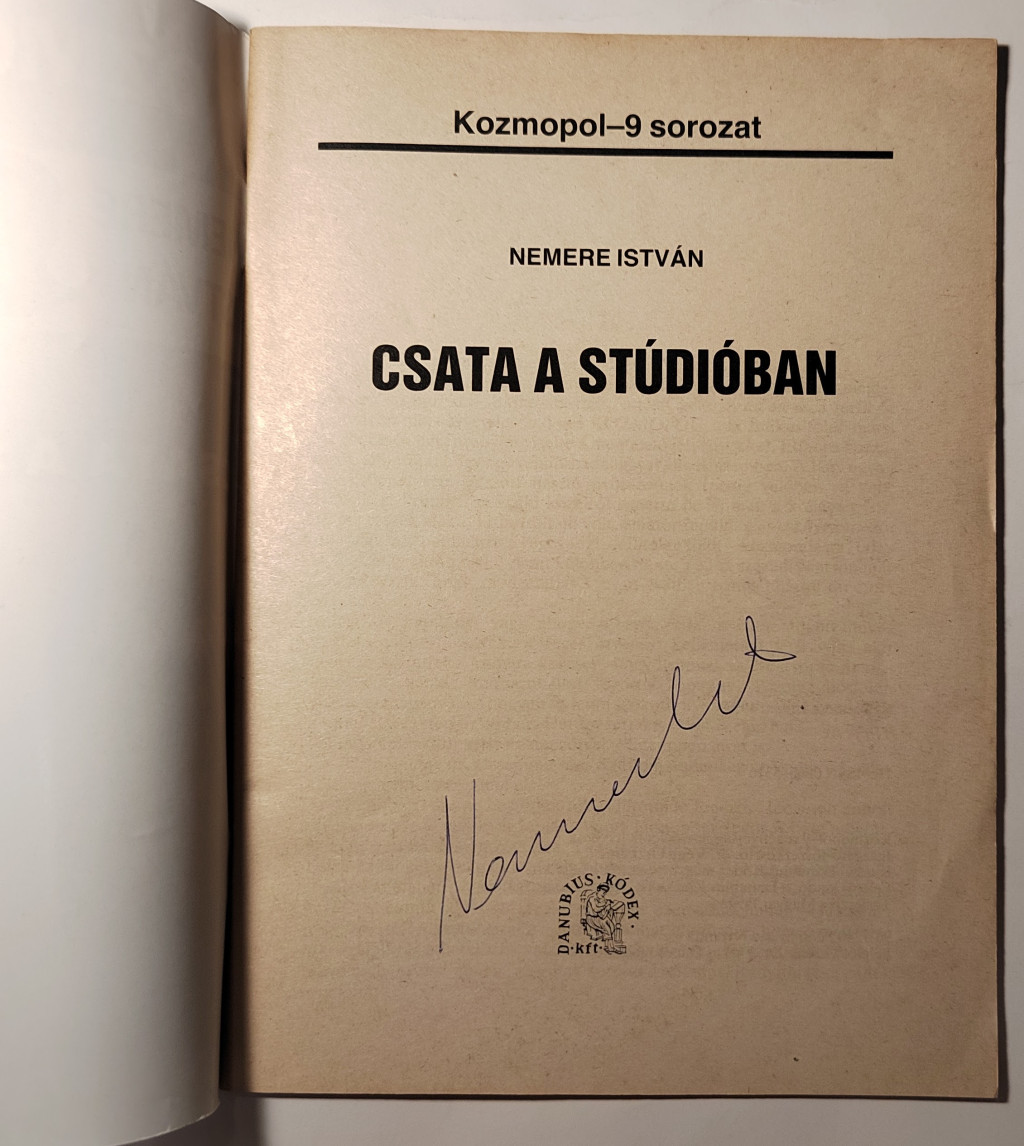 Kozmopol–9 sorozat
NEMERE ISTVÁN
CSATA A STÚDIÓBAN
DANUBIUS · KÓDEX ·
· kft ·